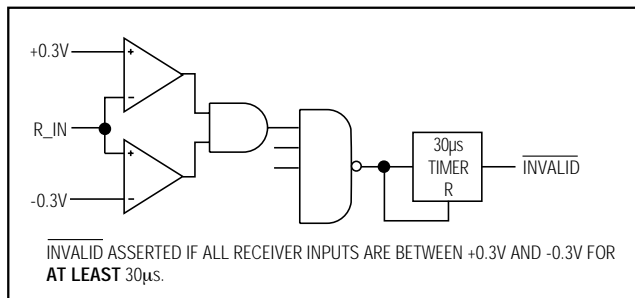 +0.3V
+
-
R_IN
+
-
-0.3V
30µs
TIMER
R
INVALID
INVALID ASSERTED IF ALL RECEIVER INPUTS ARE BETWEEN +0.3V AND -0.3V FOR
AT LEAST 30µs.